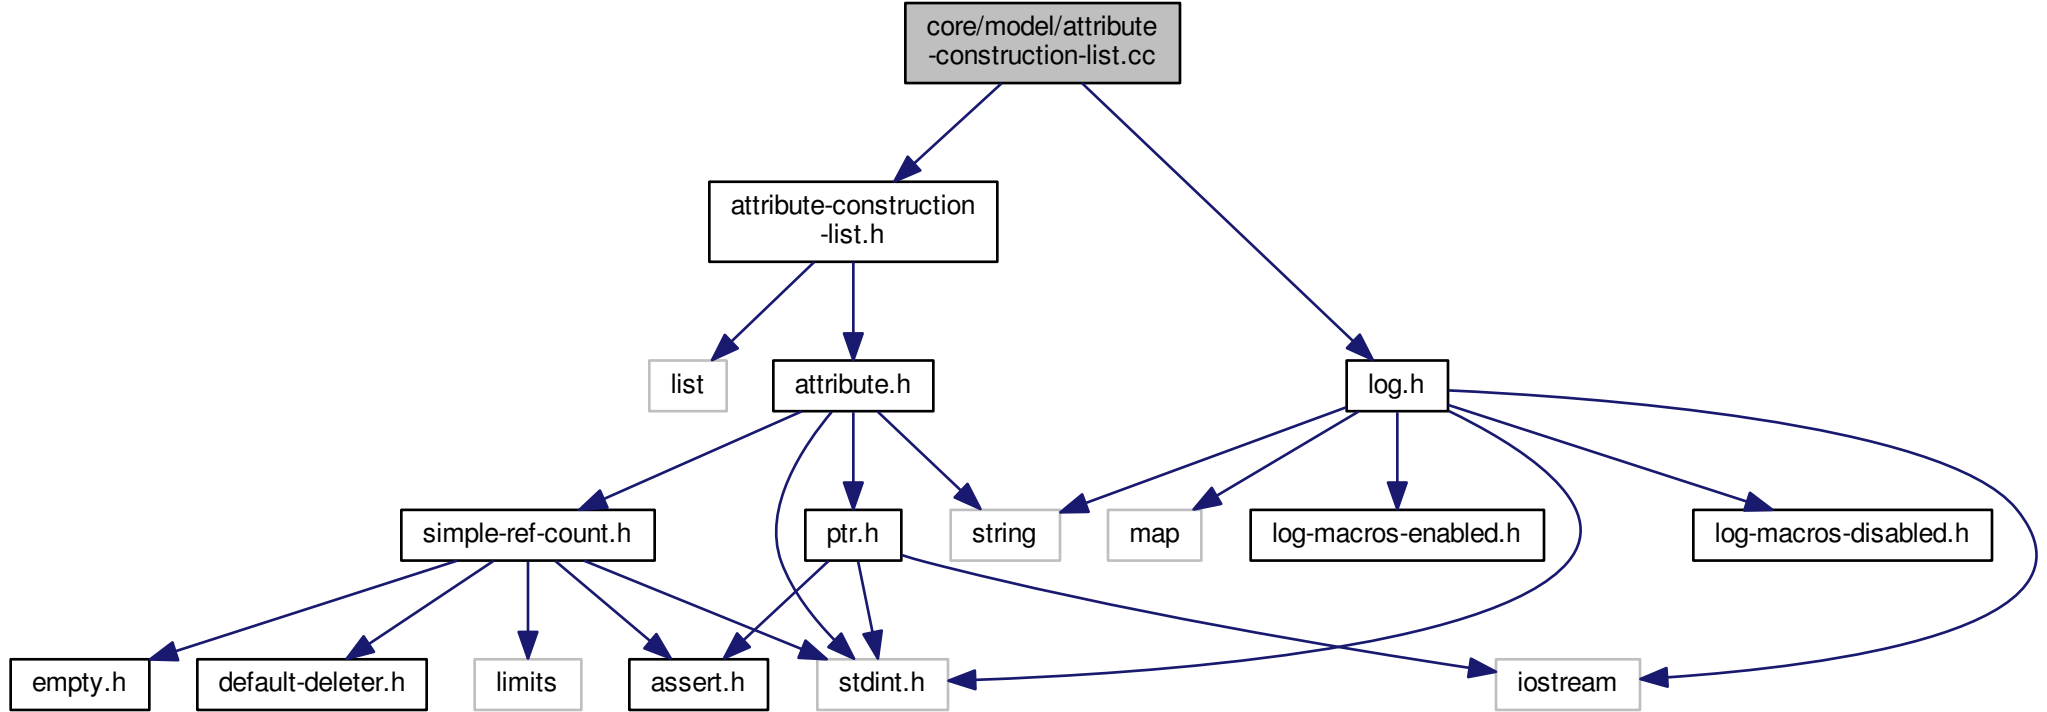 core/model/attribute
-construction-list.cc
attribute-construction
-list.h
list
attribute.h
log.h
simple-ref-count.h
ptr.h
string
map
log-macros-enabled.h
log-macros-disabled.h
empty.h
default-deleter.h
limits
assert.h
stdint.h
iostream